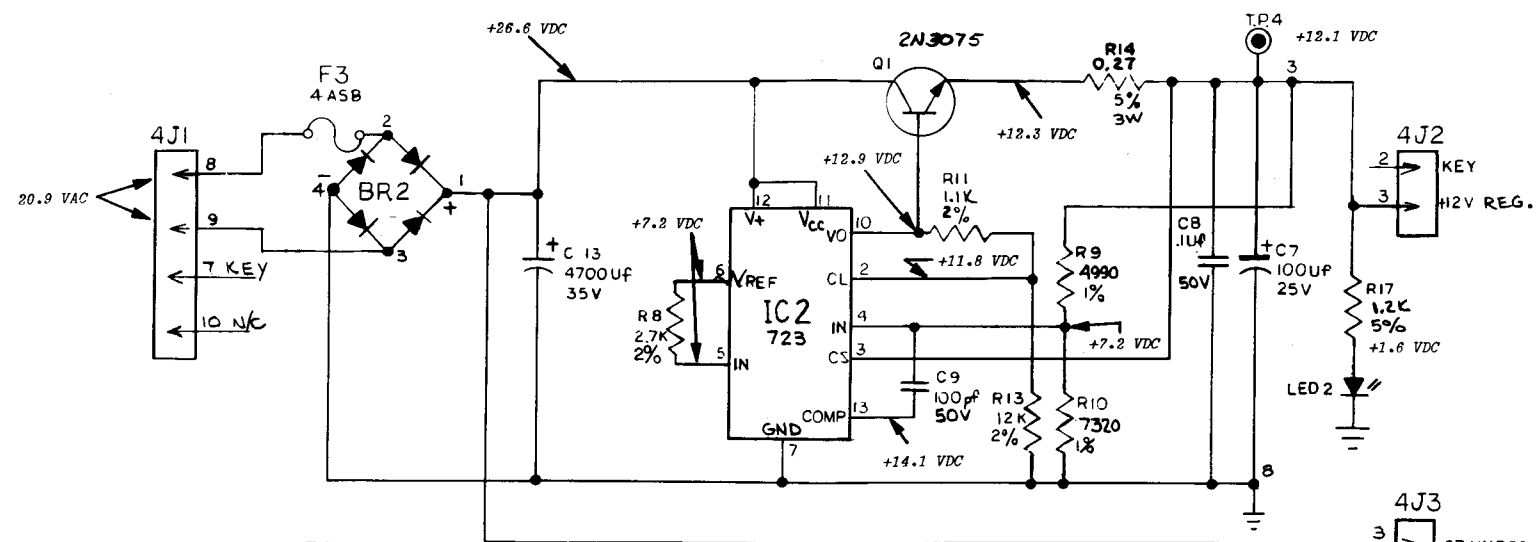 +26.6 VDC
2N3075
T.P.4
+12.1 VDC
F3
4 ASB
Q1
R14
0.27
5%
3W
3
+12.3 VDC
4J1
8
2
4J2
2
KEY
3
+12V REG.
20.9 VAC
4
−
BR2
1
+
+12.9 VDC
R11
1.1K
2%
9
3
12
11
V+
VCC
VO
10
+7.2 VDC
C8
.1Uf
50V
+
C7
100Uf
25V
7 KEY
+
C 13
4700Uf
35V
6
VREF
CL
2
+11.8 VDC
R9
4990
1%
R17
1.2K
5%
10 N/C
R8
2.7K
2%
IC2
723
IN
4
+7.2 VDC
+1.6 VDC
5
IN
CS
3
C9
100pf
50V
R13
12K
2%
R10
7320
1%
LED2
COMP
13
GND
7
+14.1 VDC
8
4J3
3